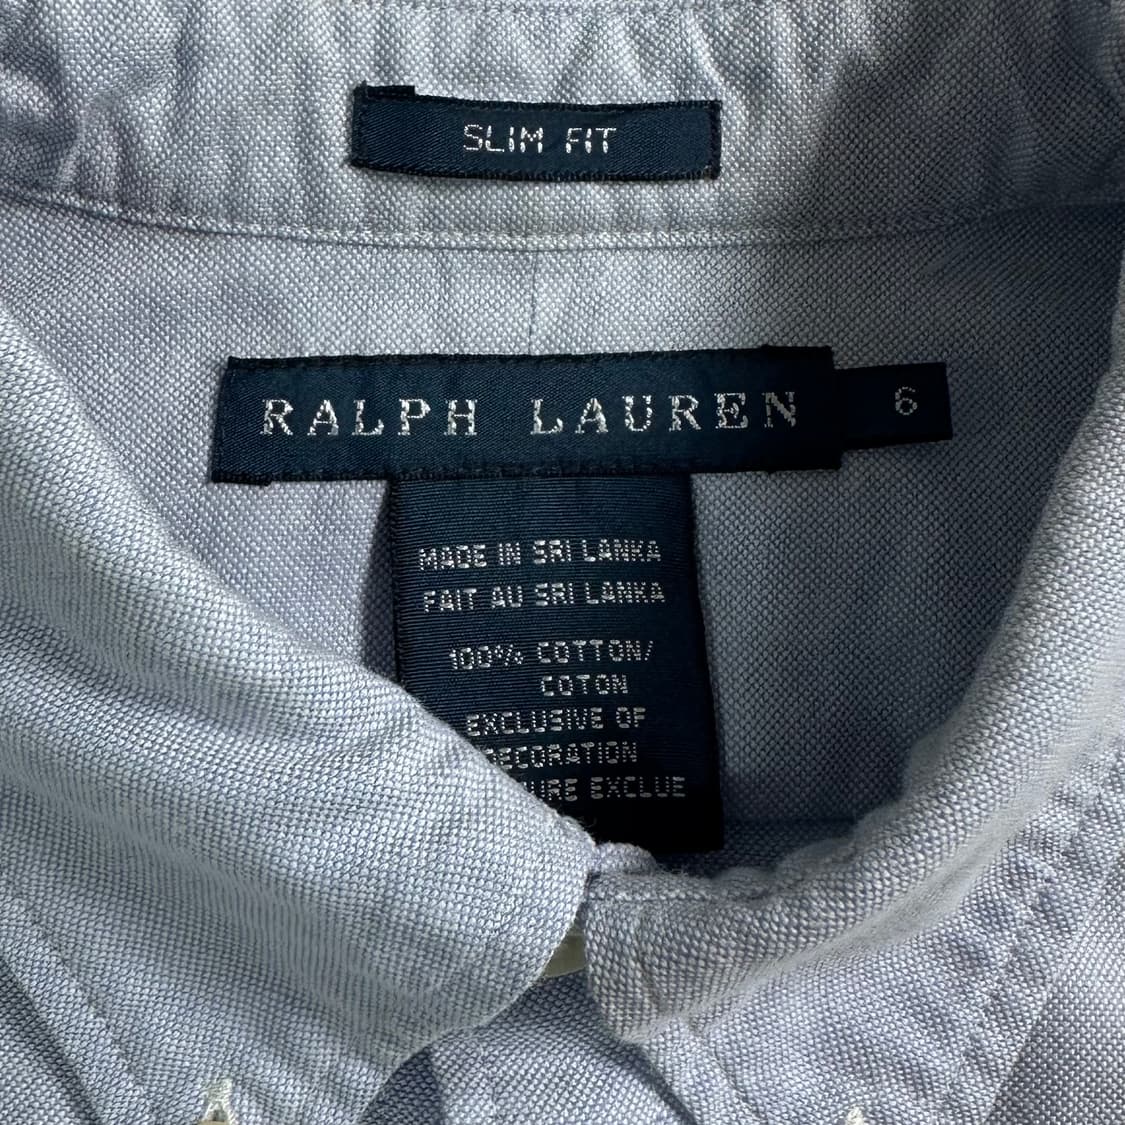 SLIM FIT
RALPH LAUREN 6
MADE IN SRI LANKA
FAIT AU SRI LANKA
100% COTTON/
COTON
EXCLUSIVE OF
DECORATION
EXCLUE